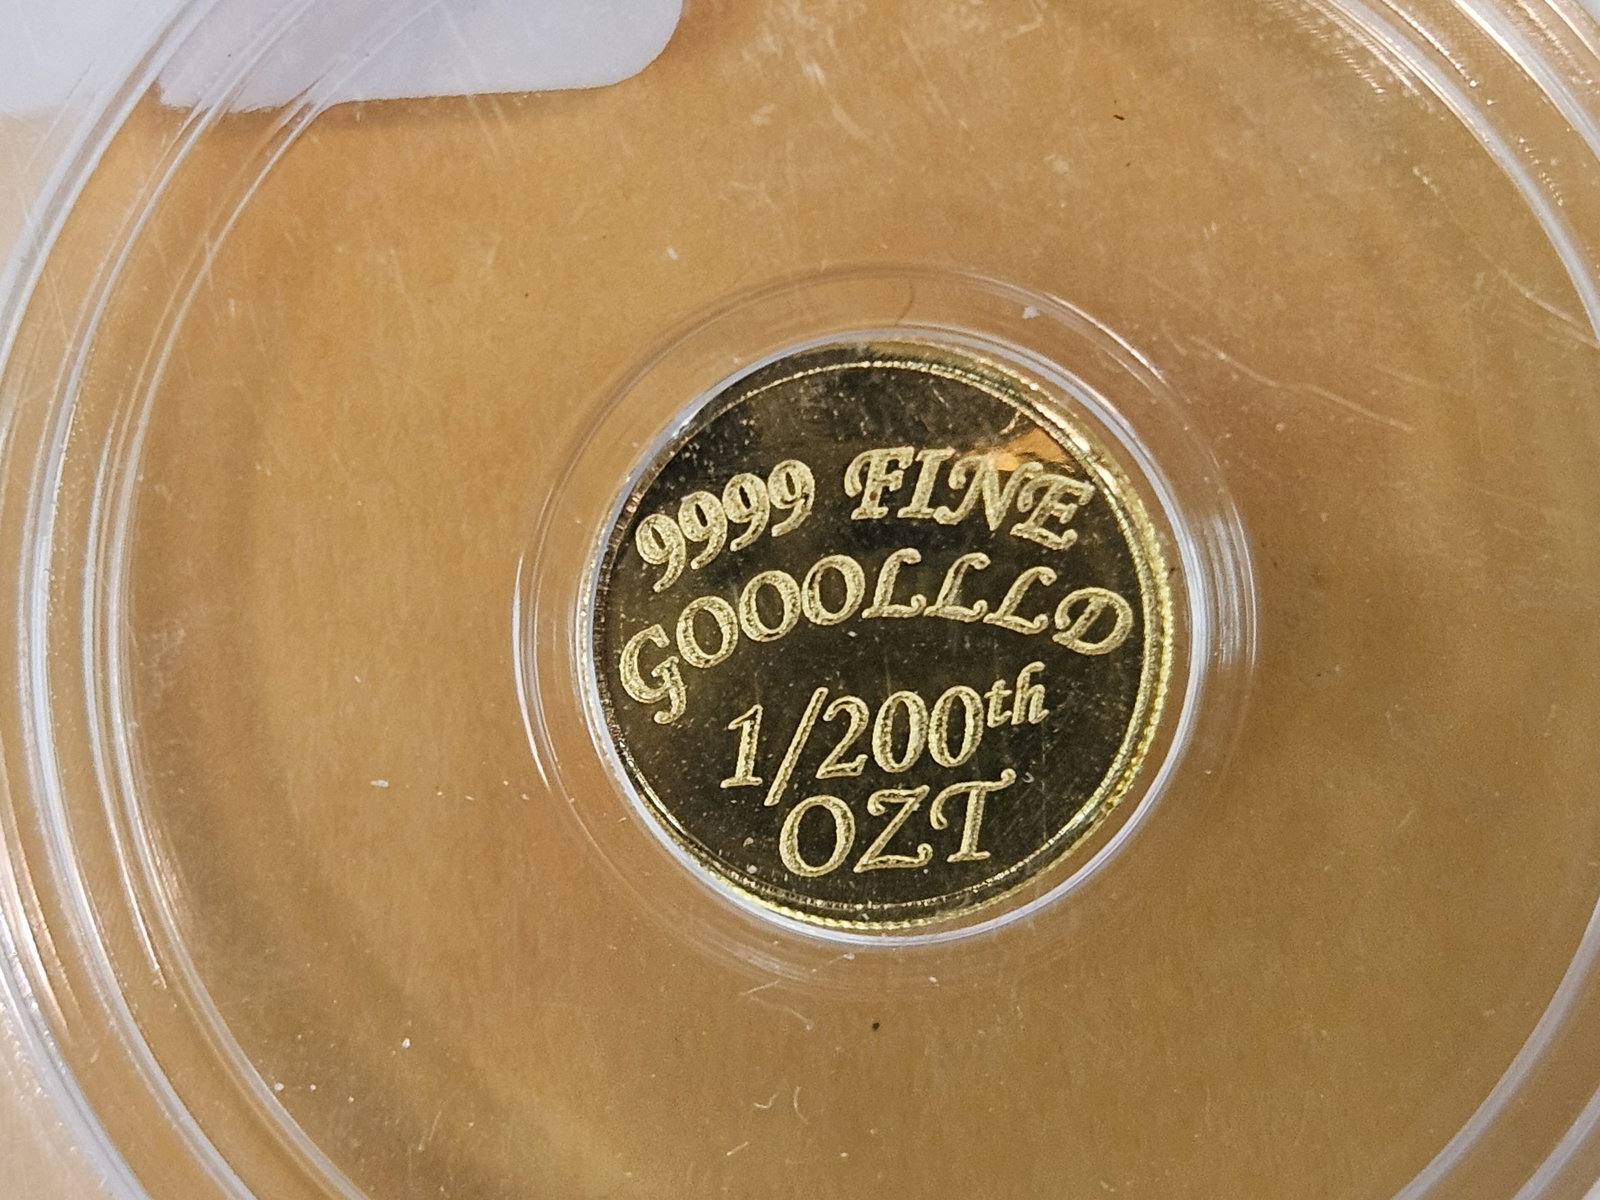 9999 FINE
GOOOLLLD
1/200th
OZT